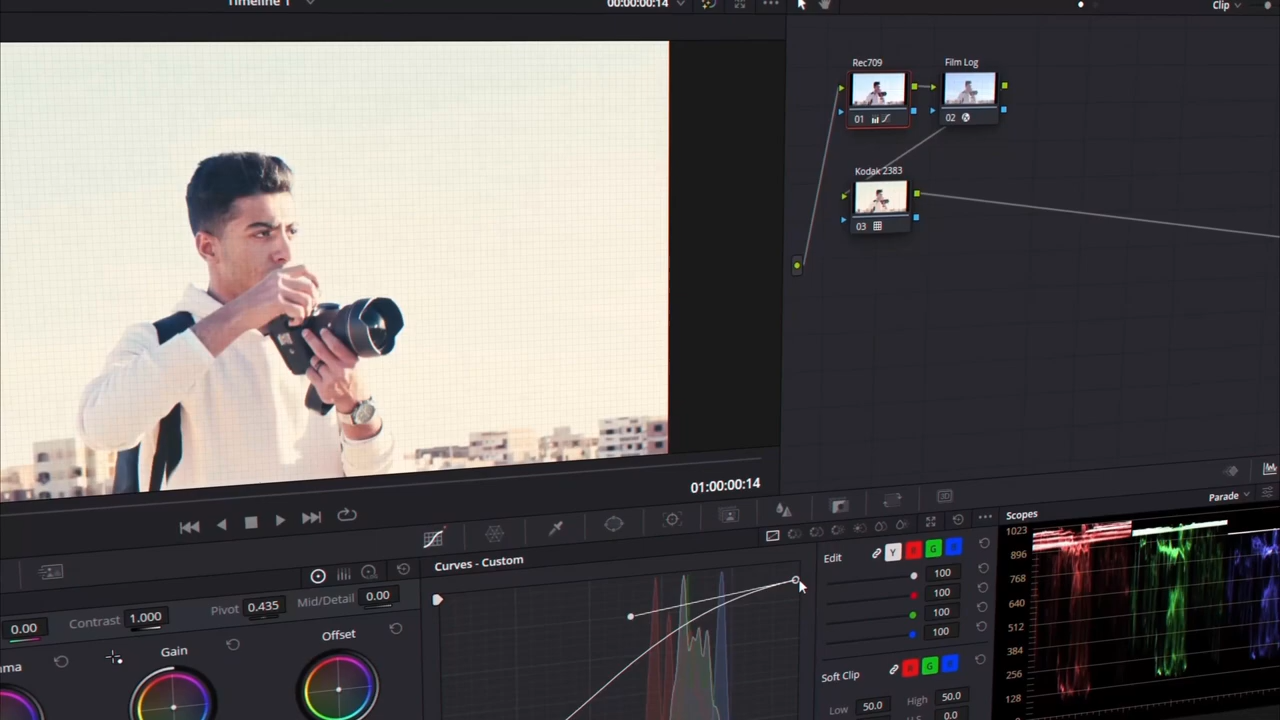 Timeline 1
00:00:00:14
Clip
Rec709
Film Log
01
02
Kodak 2383
03
01:00:00:14
Parade
Scopes
1023
896
768
640
512
384
256
128
Curves - Custom
Edit
Y
R
G
B
100
100
100
100
Soft Clip
R
G
B
Low
50.0
High
50.0
0.0
0.00
Contrast
1.000
Pivot
0.435
Mid/Detail
0.00
Gain
Offset
3D